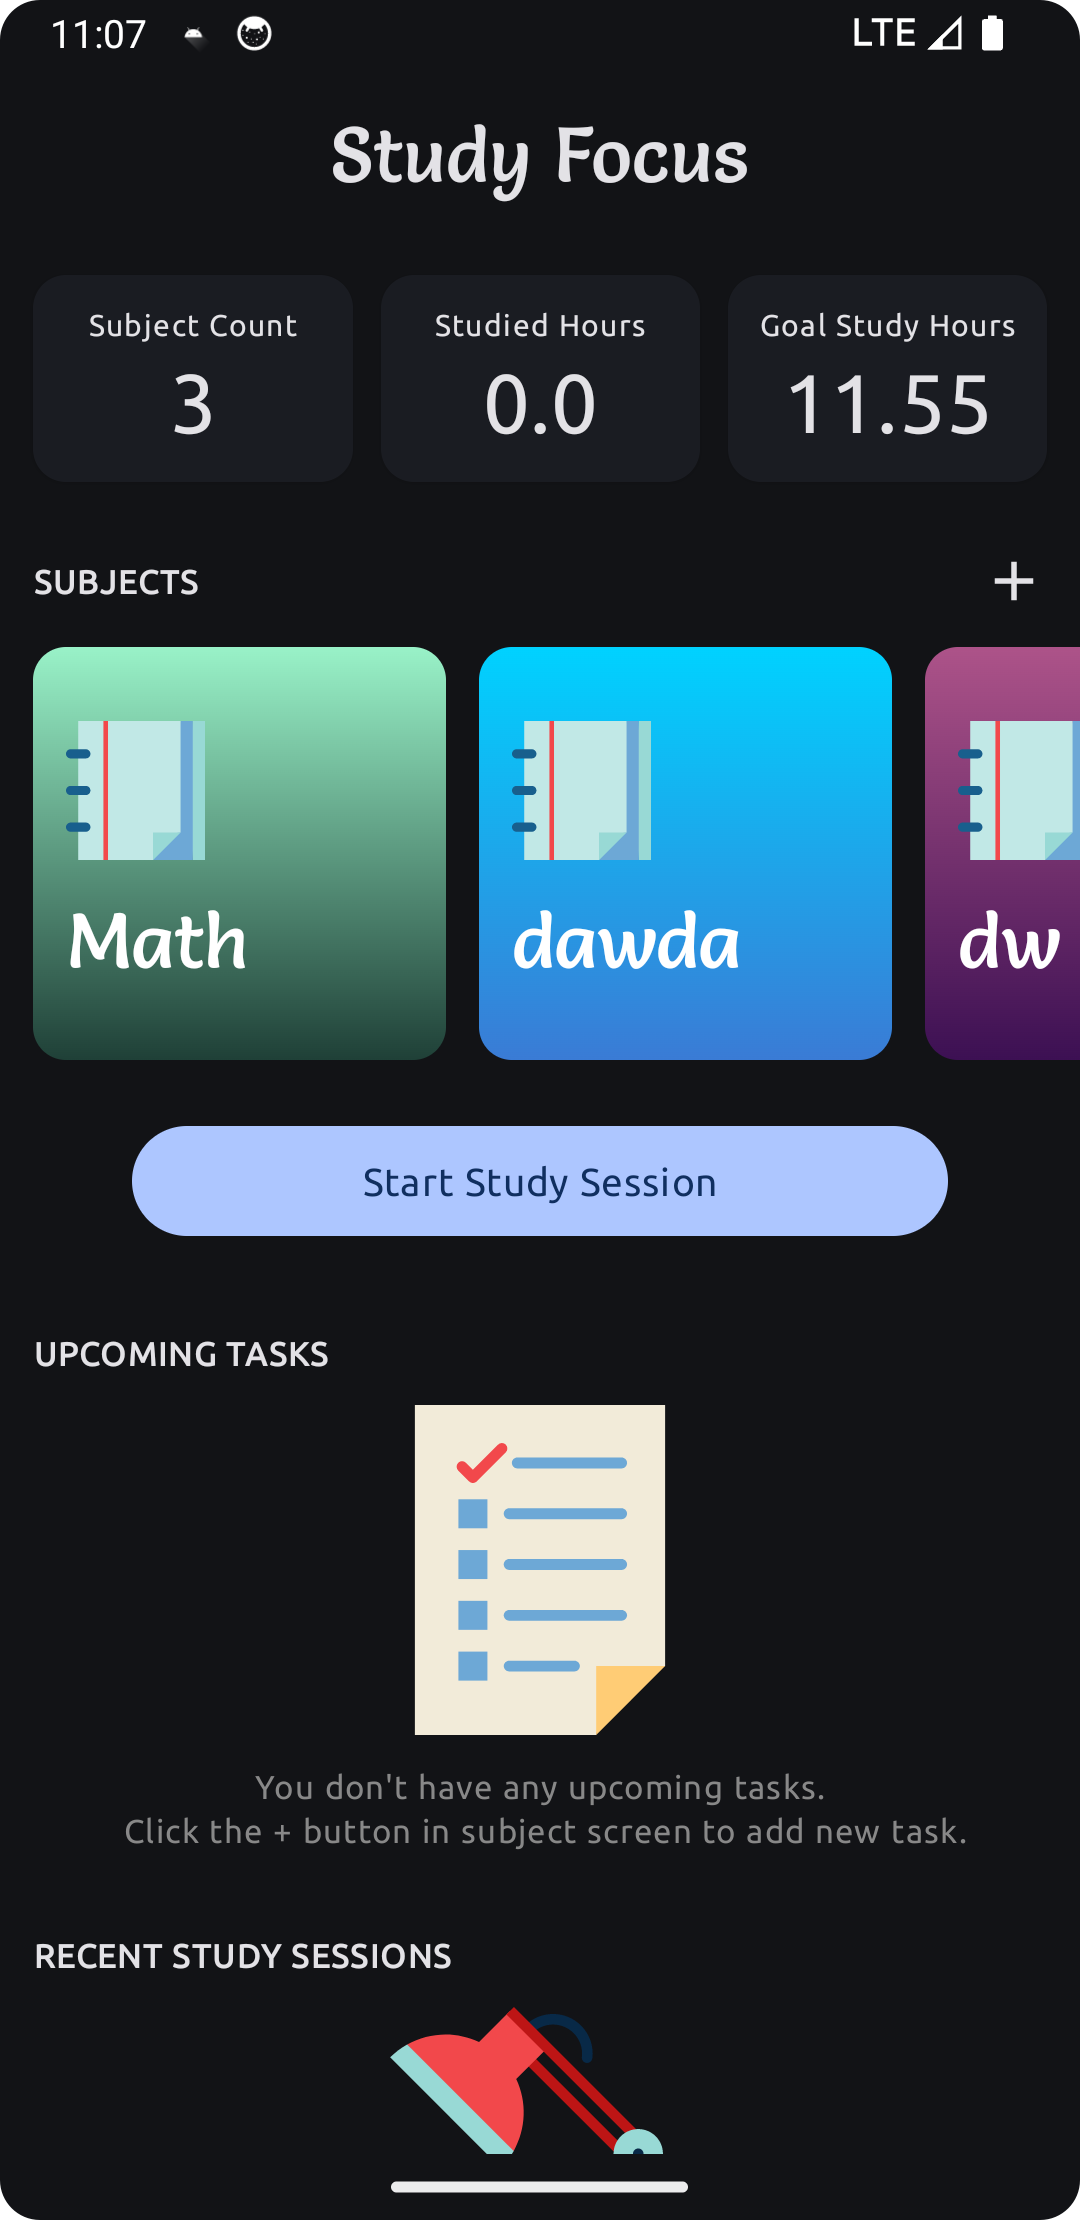 11:07
LTE
Study Focus
Subject Count
3
Studied Hours
0.0
Goal Study Hours
11.55
SUBJECTS
Math
dawda
dw
Start Study Session
UPCOMING TASKS
You don't have any upcoming tasks.
Click the + button in subject screen to add new task.
RECENT STUDY SESSIONS